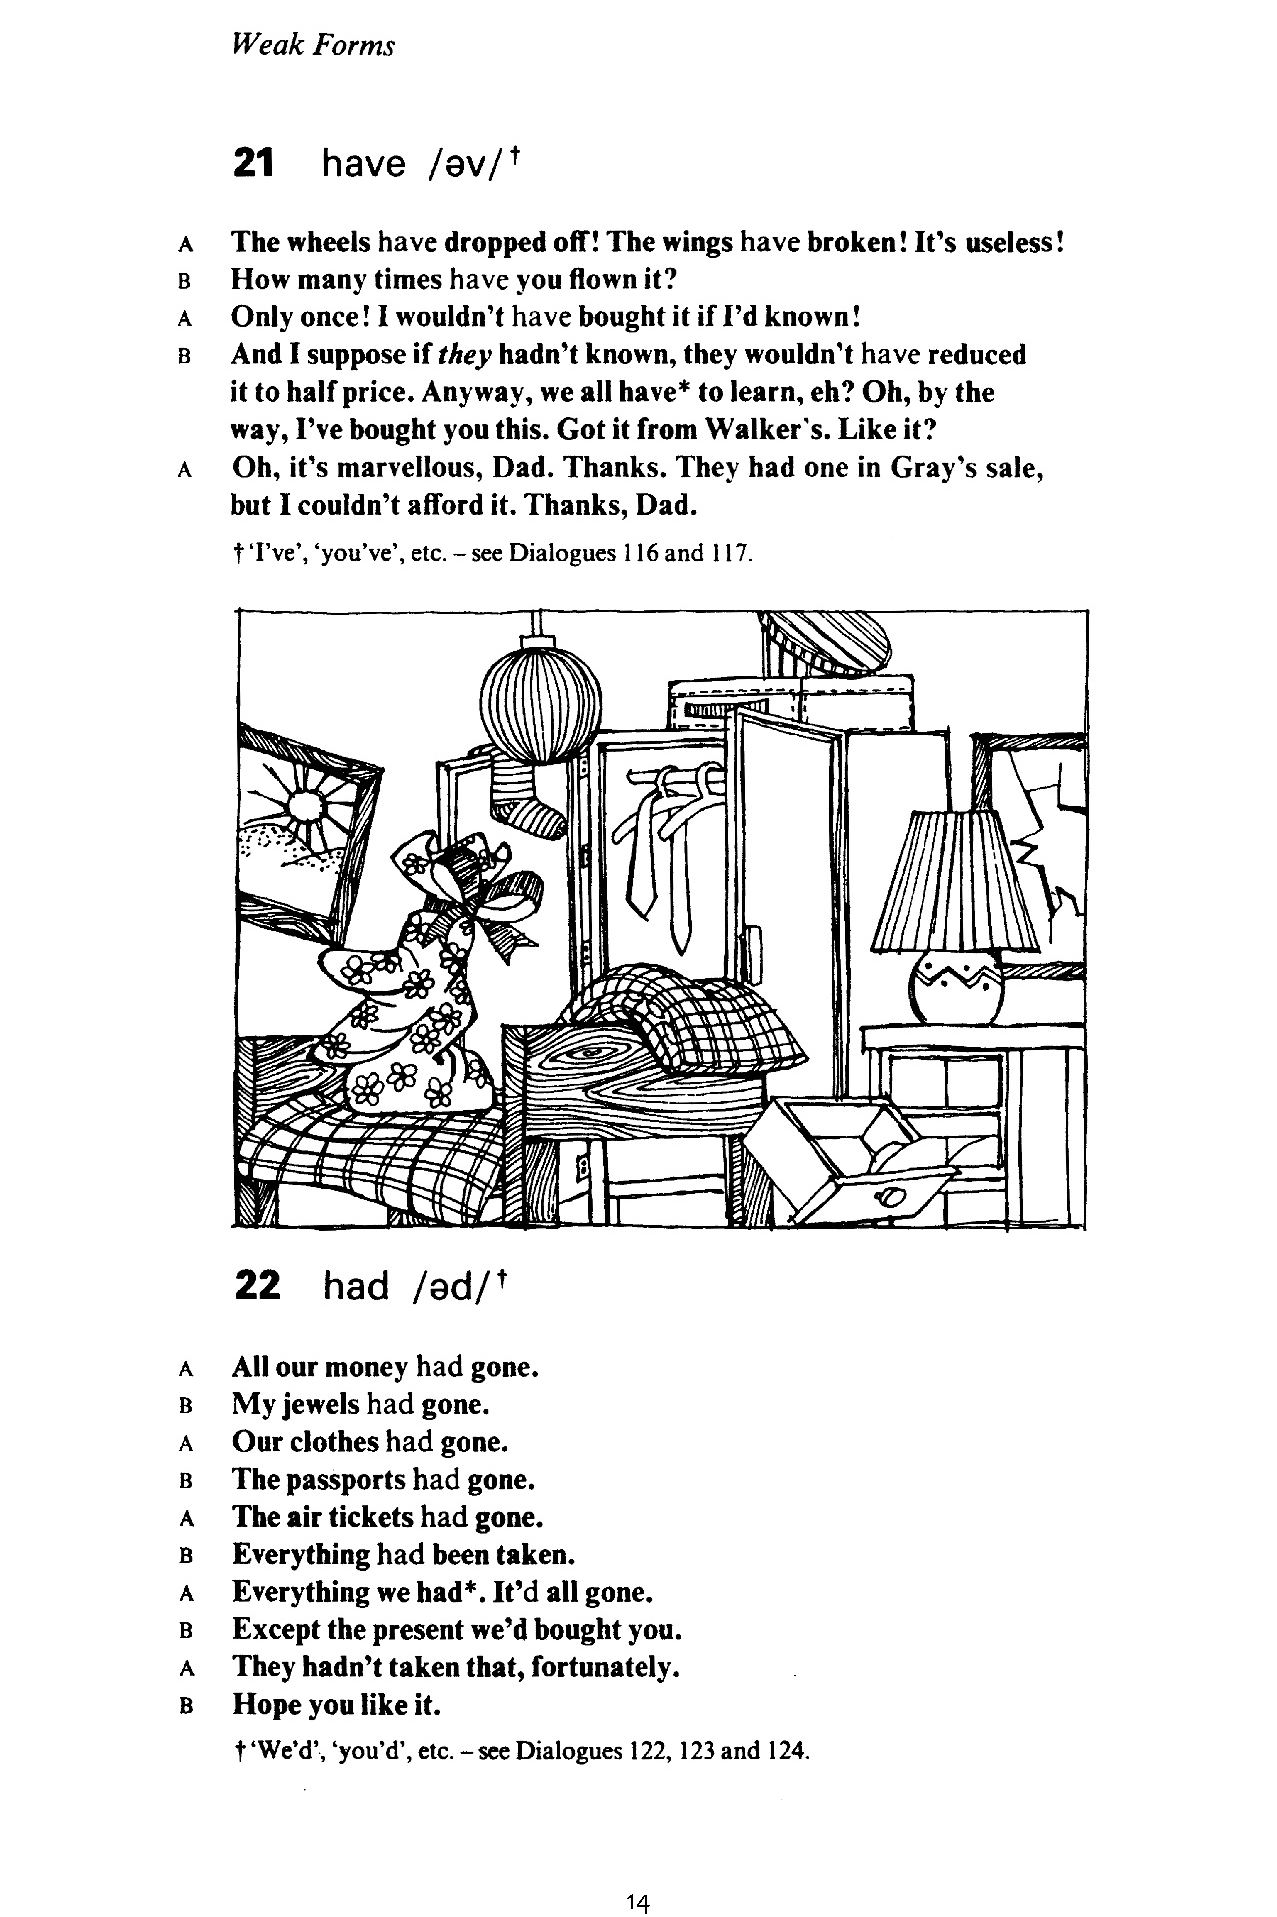 Weak Forms
21 have /əv/†
A The wheels have dropped off! The wings have broken! It's useless!
B How many times have you flown it?
A Only once! I wouldn't have bought it if I'd known!
B And I suppose if they hadn't known, they wouldn't have reduced
it to half price. Anyway, we all have* to learn, eh? Oh, by the
way, I've bought you this. Got it from Walker's. Like it?
A Oh, it's marvellous, Dad. Thanks. They had one in Gray's sale,
but I couldn't afford it. Thanks, Dad.
† 'I've', 'you've', etc. – see Dialogues 116 and 117.
22 had /əd/†
A All our money had gone.
B My jewels had gone.
A Our clothes had gone.
B The passports had gone.
A The air tickets had gone.
B Everything had been taken.
A Everything we had*. It'd all gone.
B Except the present we'd bought you.
A They hadn't taken that, fortunately.
B Hope you like it.
† 'We'd', 'you'd', etc. – see Dialogues 122, 123 and 124.
14